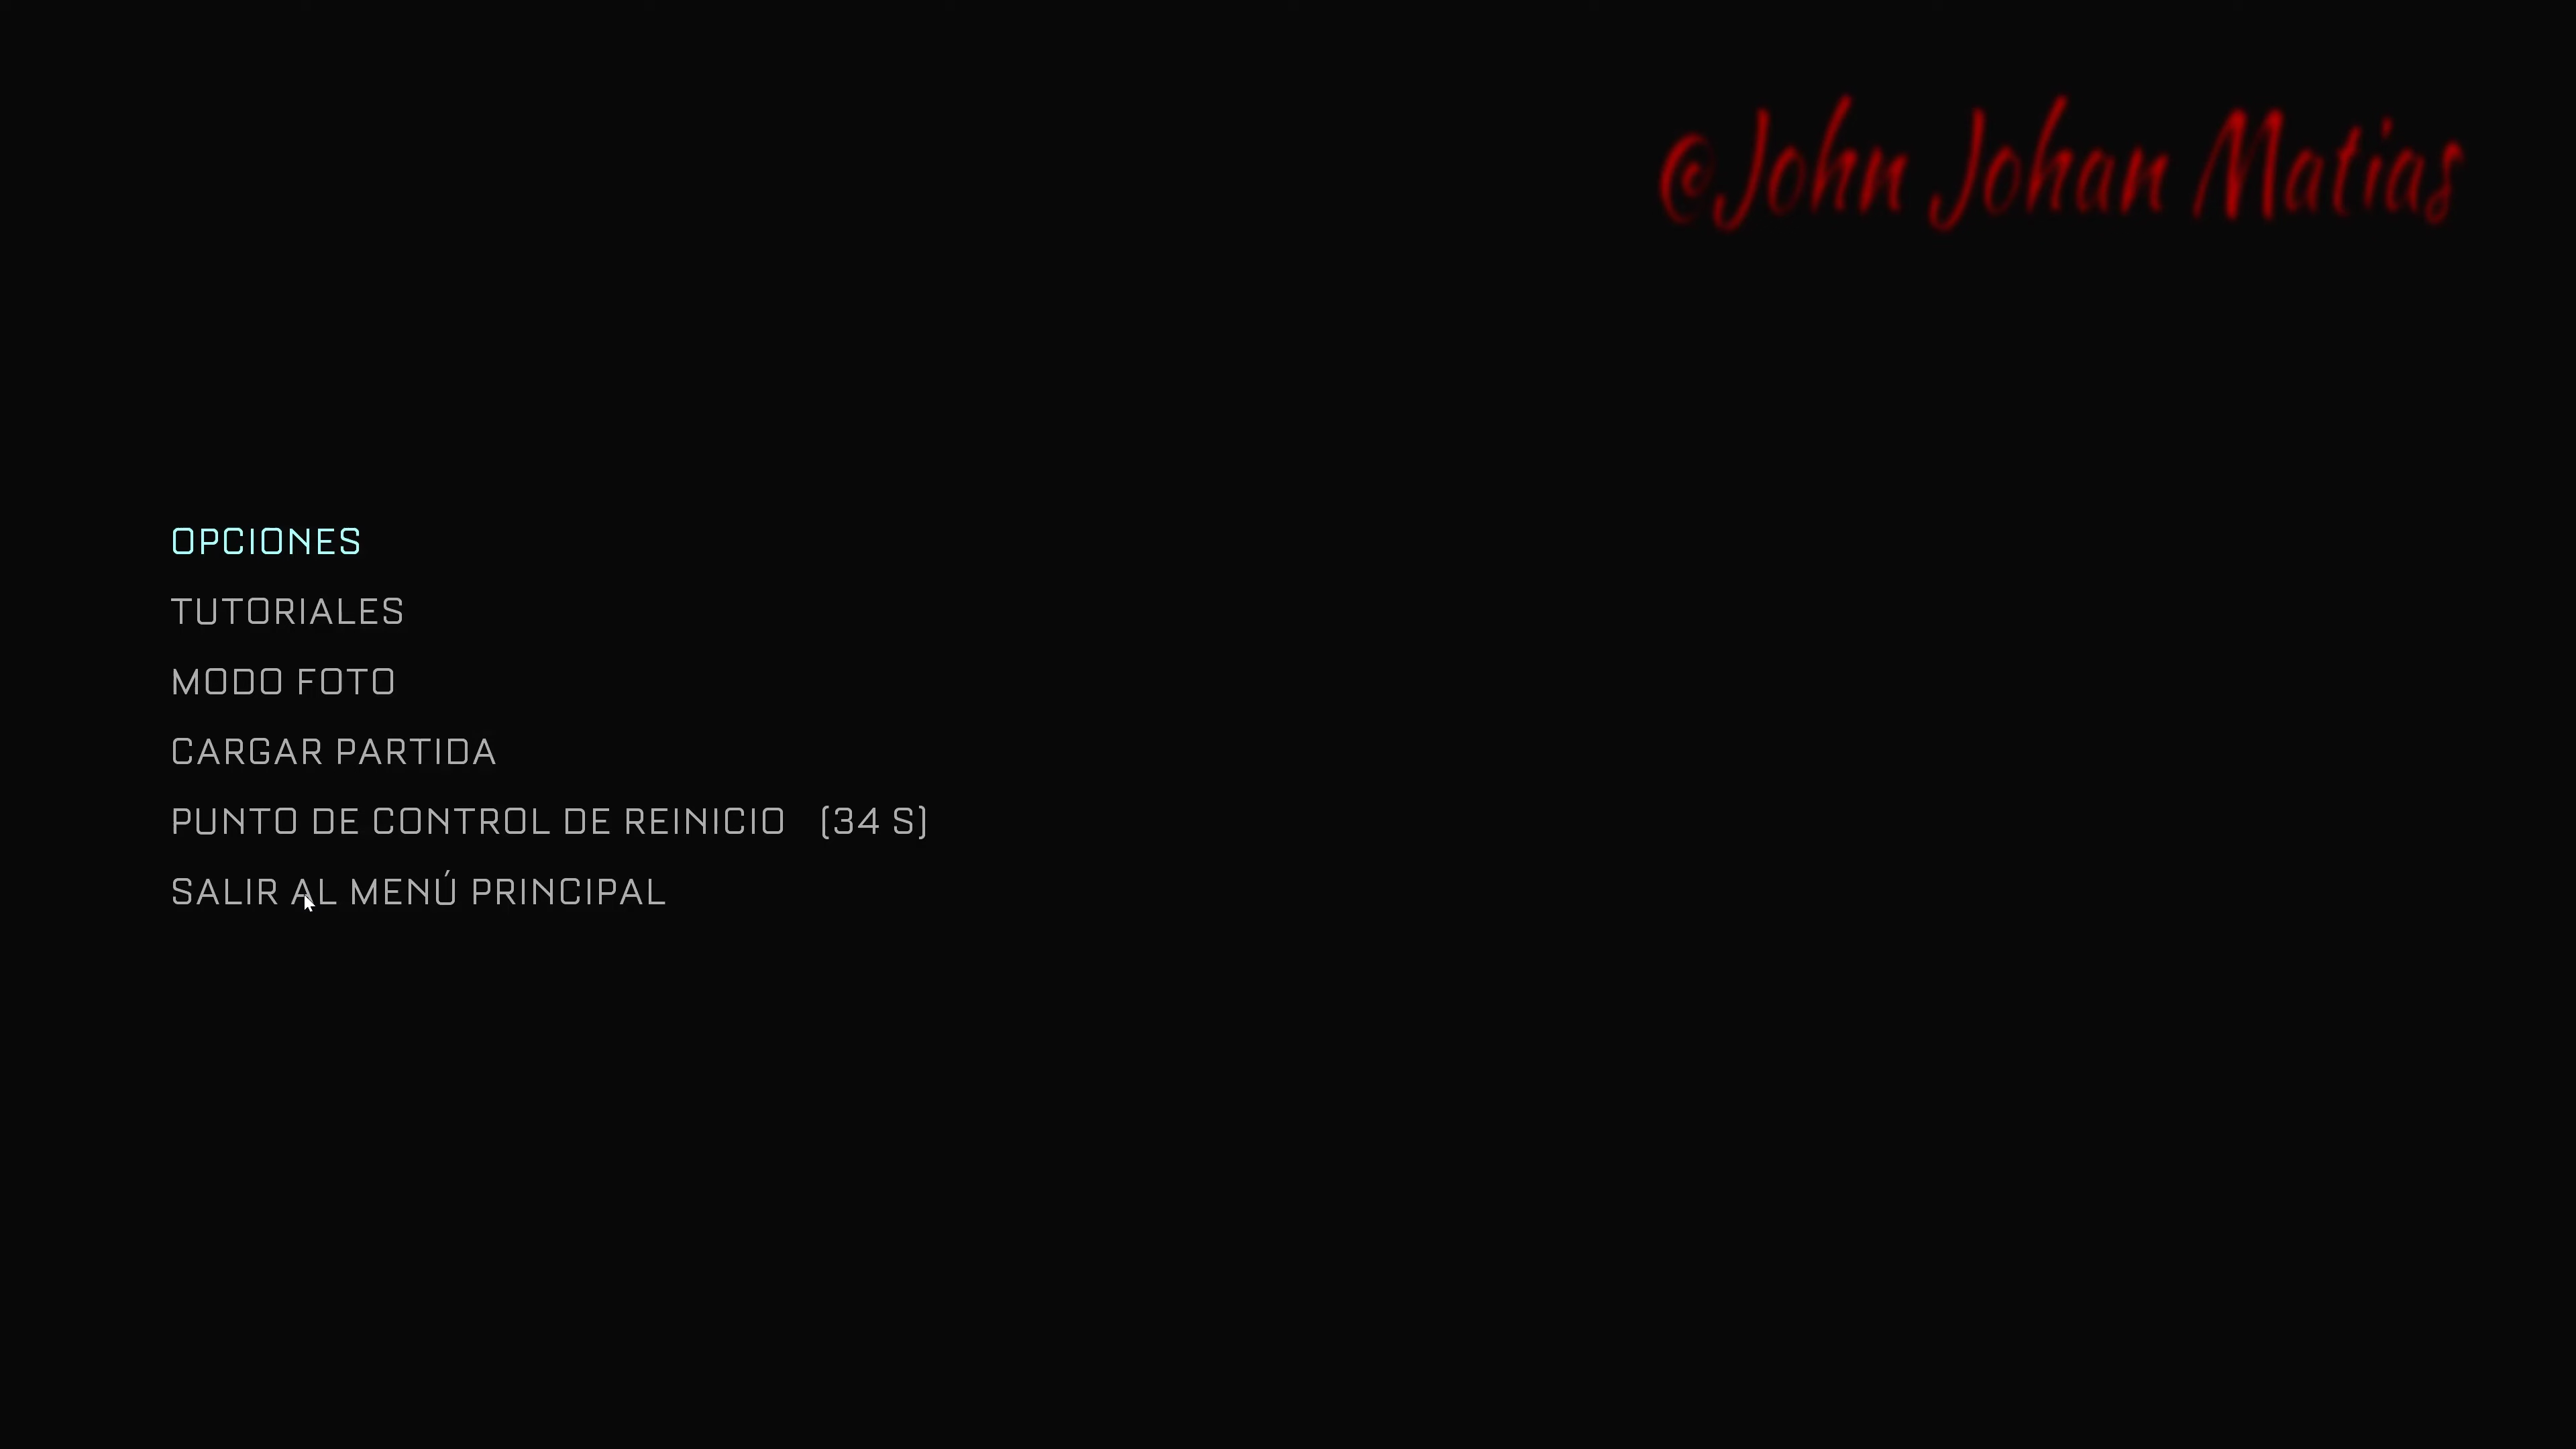 @John Johan Matias
OPCIONES
TUTORIALES
MODO FOTO
CARGAR PARTIDA
PUNTO DE CONTROL DE REINICIO (34 S)
SALIR AL MENÚ PRINCIPAL